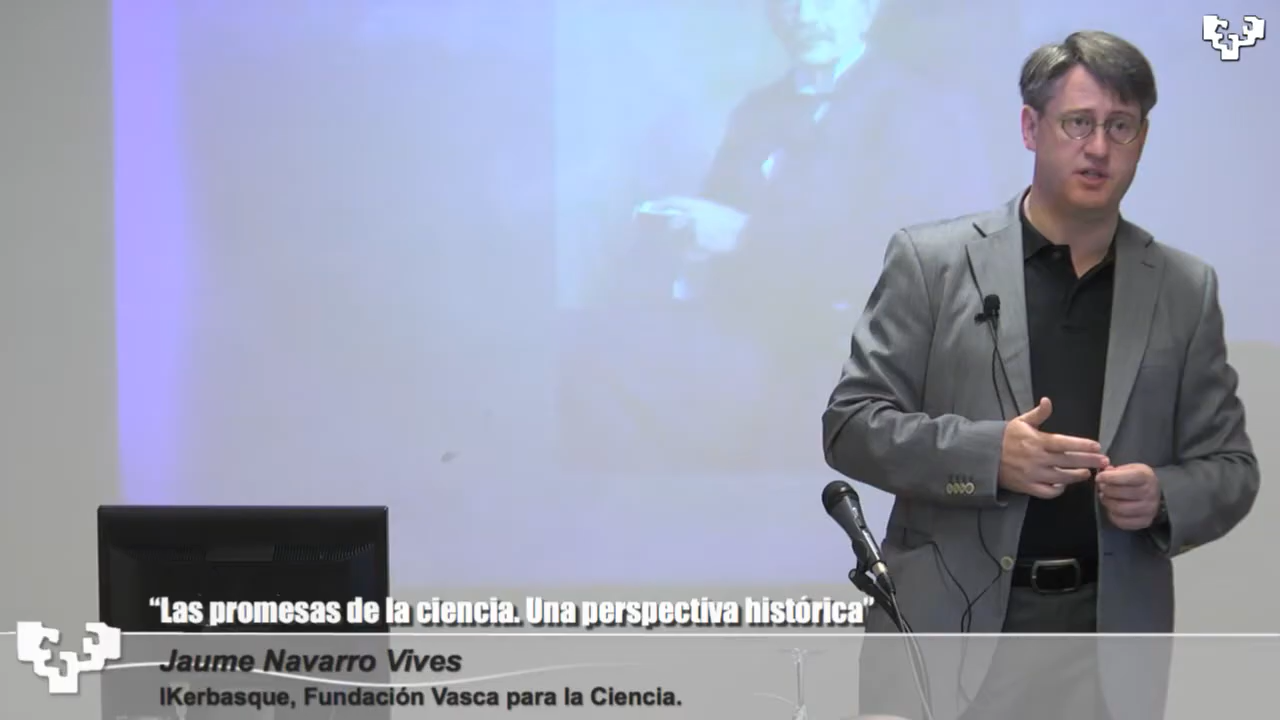 “Las promesas de la ciencia. Una perspectiva histórica”
Jaume Navarro Vives
IKerbasque, Fundación Vasca para la Ciencia.